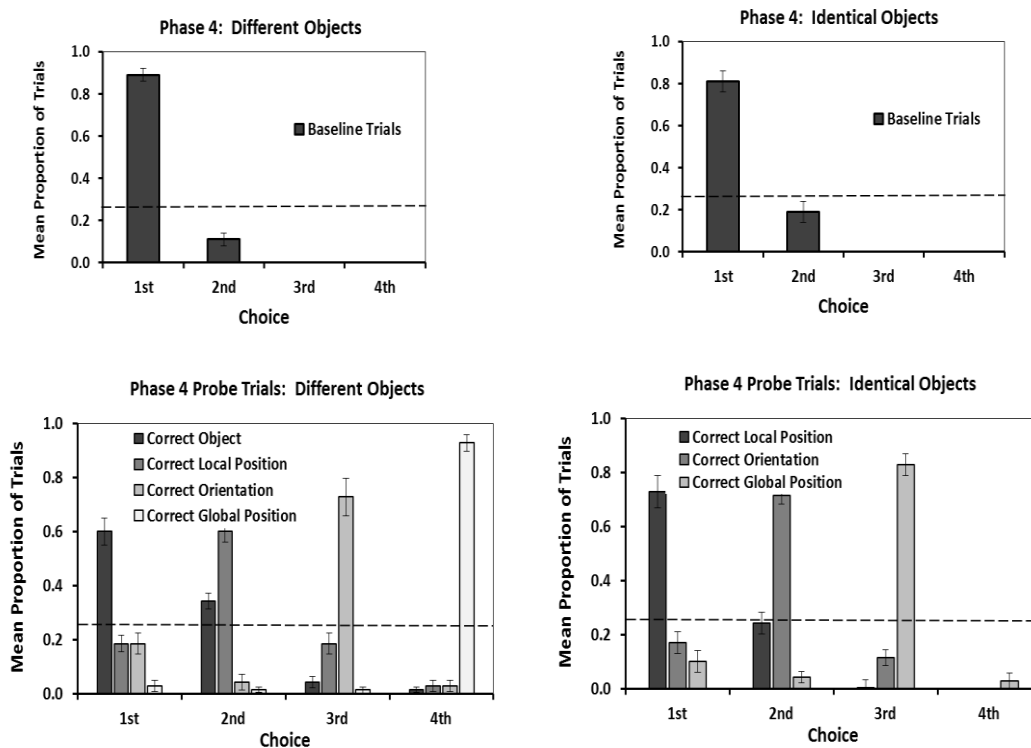 Phase 4: Different Objects
Mean Proportion of Trials
1.0
0.8
0.6
0.4
0.2
0.0
Baseline Trials
1st 2nd 3rd 4th
Choice
Phase 4: Identical Objects
Mean Proportion of Trials
1.0
0.8
0.6
0.4
0.2
0.0
Baseline Trials
1st 2nd 3rd 4th
Choice
Phase 4 Probe Trials: Different Objects
Mean Proportion of Trials
1.0
0.8
0.6
0.4
0.2
0.0
Correct Object
Correct Local Position
Correct Orientation
Correct Global Position
1st 2nd 3rd 4th
Choice
Phase 4 Probe Trials: Identical Objects
Mean Proportion of Trials
1.0
0.8
0.6
0.4
0.2
0.0
Correct Local Position
Correct Orientation
Correct Global Position
1st 2nd 3rd 4th
Choice